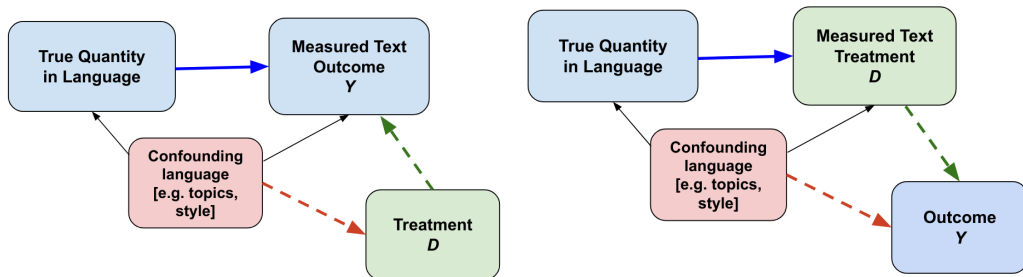 True Quantity
in Language
Measured Text
Outcome
Y
Confounding
language
[e.g. topics,
style]
Treatment
D
True Quantity
in Language
Measured Text
Treatment
D
Confounding
language
[e.g. topics,
style]
Outcome
Y